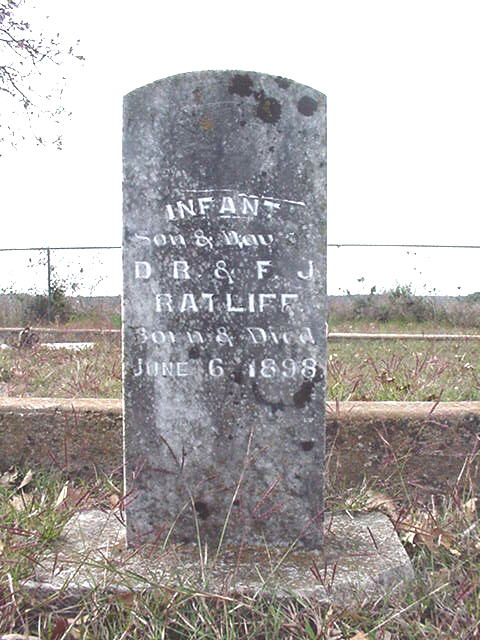 INFANT
Son & Dau
D. R. & F. J.
RATLIFF.
Born & Died
JUNE 6. 1898